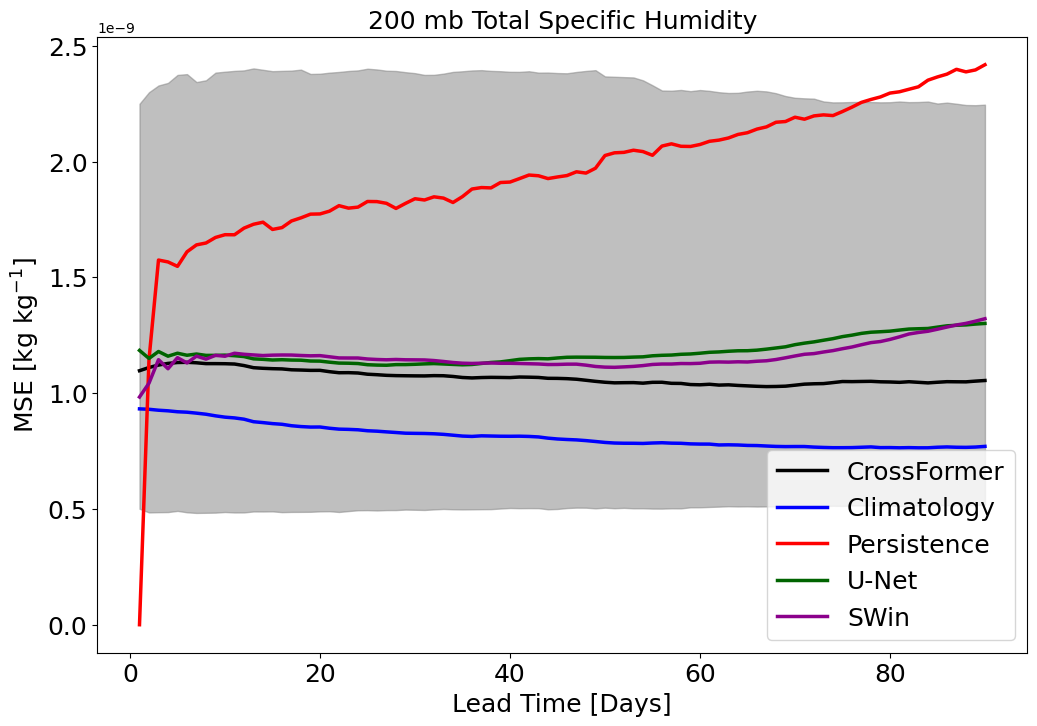 200 mb Total Specific Humidity
1e−9
2.5
2.0
1.5
1.0
0.5
0.0
MSE [kg kg⁻¹]
0 20 40 60 80
Lead Time [Days]
CrossFormer
Climatology
Persistence
U-Net
SWin